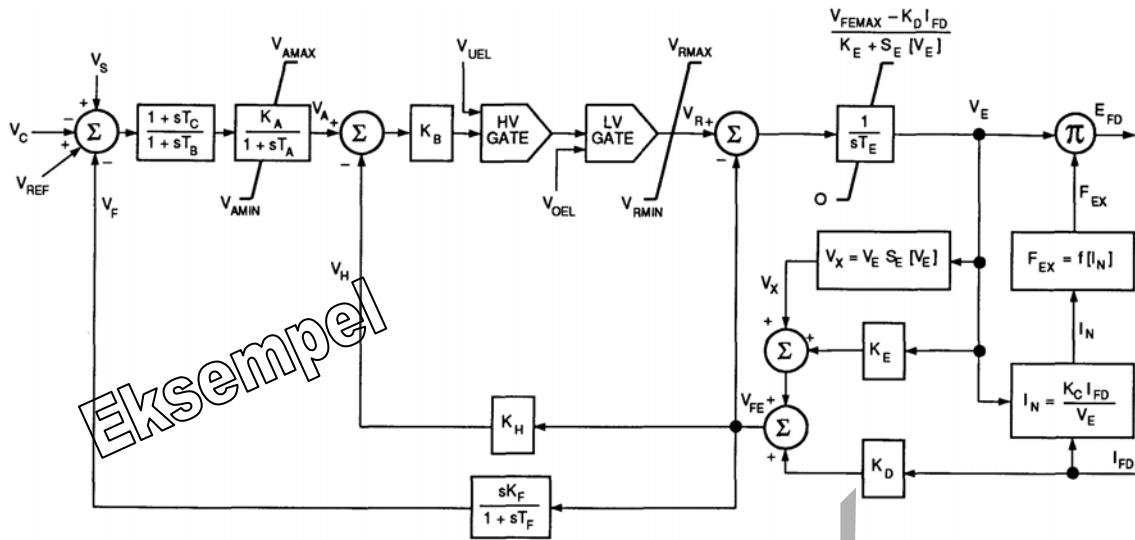 V_FEMAX – K_D I_FD
K_E + S_E [V_E]
V_S
V_AMAX
V_UEL
V_RMAX
+
–
V_C
Σ
+
–
V_REF
V_F
1 + sT_C
1 + sT_B
K_A
1 + sT_A
V_AMIN
V_A +
Σ
–
K_B
HV
GATE
LV
GATE
V_OEL
V_RMIN
V_R +
Σ
–
1
sT_E
O
V_E
π
E_FD
F_EX
V_H
V_X = V_E S_E [V_E]
F_EX = f [I_N]
V_X
+
Σ
+
K_E
I_N
Eksempel
K_H
V_FE +
Σ
+
K_D
I_N = K_C I_FD
V_E
I_FD
sK_F
1 + sT_F